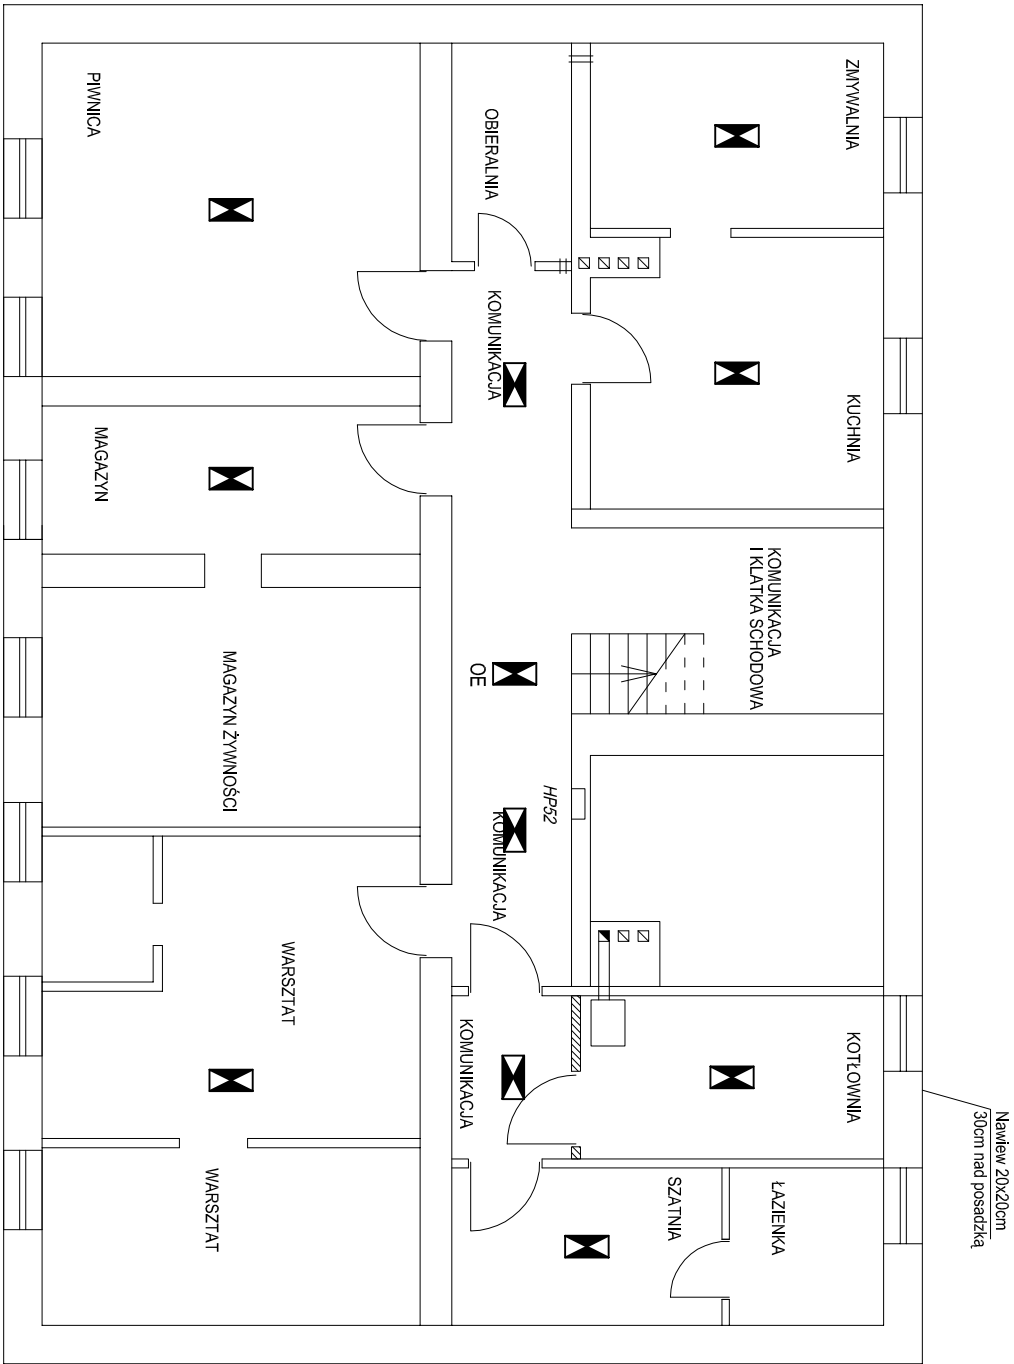 ZMYWALNIA
KUCHNIA
KOMUNIKACJA
I KLATKA SCHODOWA
KOTŁOWNIA
Nawiew 20x20cm
30cm nad posadzką
ŁAZIENKA
SZATNIA
OBIERALNIA
KOMUNIKACJA
OE
HP52
KOMUNIKACJA
KOMUNIKACJA
PIWNICA
MAGAZYN
MAGAZYN ŻYWNOŚCI
WARSZTAT
WARSZTAT